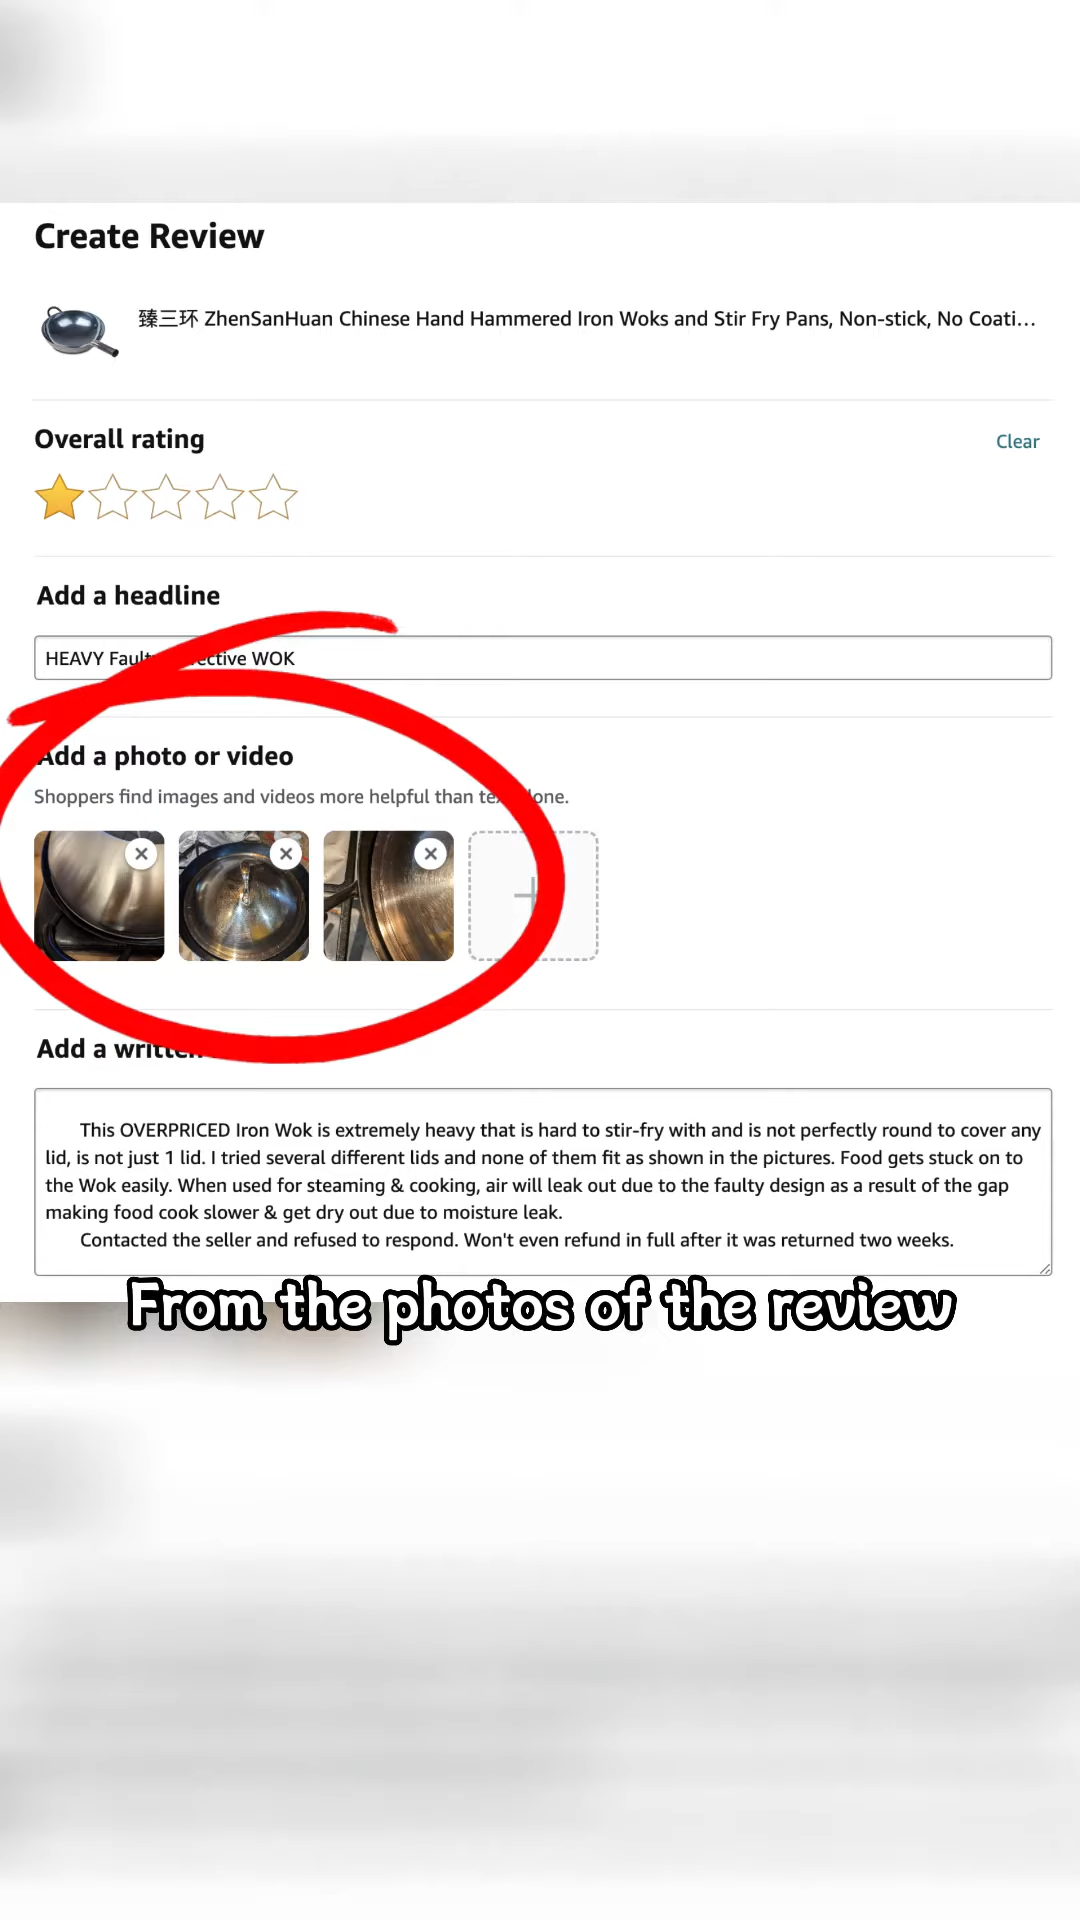 Create Review
臻三环 ZhenSanHuan Chinese Hand Hammered Iron Woks and Stir Fry Pans, Non-stick, No Coati...
Overall rating
Clear
Add a headline
HEAVY WOK
Add a photo or video
Shoppers find images and videos more helpful than
Add a written
This OVERPRICED Iron Wok is extremely heavy that is hard to stir-fry with and is not perfectly round to cover any
lid, is not just 1 lid. I tried several different lids and none of them fit as shown in the pictures. Food gets stuck on to
the Wok easily. When used for steaming & cooking, air will leak out due to the faulty design as a result of the gap
making food cook slower & get dry out due to moisture leak.
Contacted the seller and refused to respond. Won't even refund in full after it was returned two weeks.
From the photos of the review